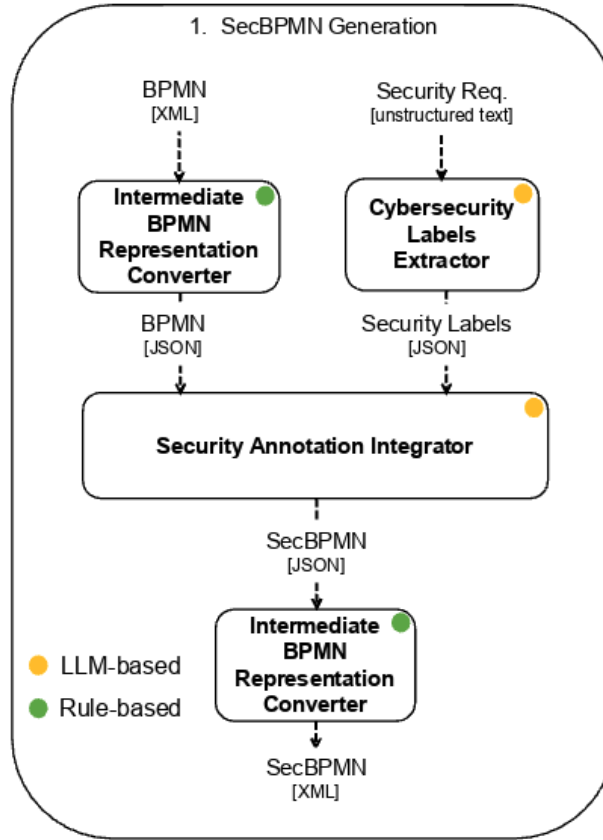 1. SecBPMN Generation
BPMN
[XML]
Security Req.
[unstructured text]
Intermediate
BPMN
Representation
Converter
Cybersecurity
Labels
Extractor
BPMN
[JSON]
Security Labels
[JSON]
Security Annotation Integrator
SecBPMN
[JSON]
Intermediate
BPMN
Representation
Converter
LLM-based
Rule-based
SecBPMN
[XML]